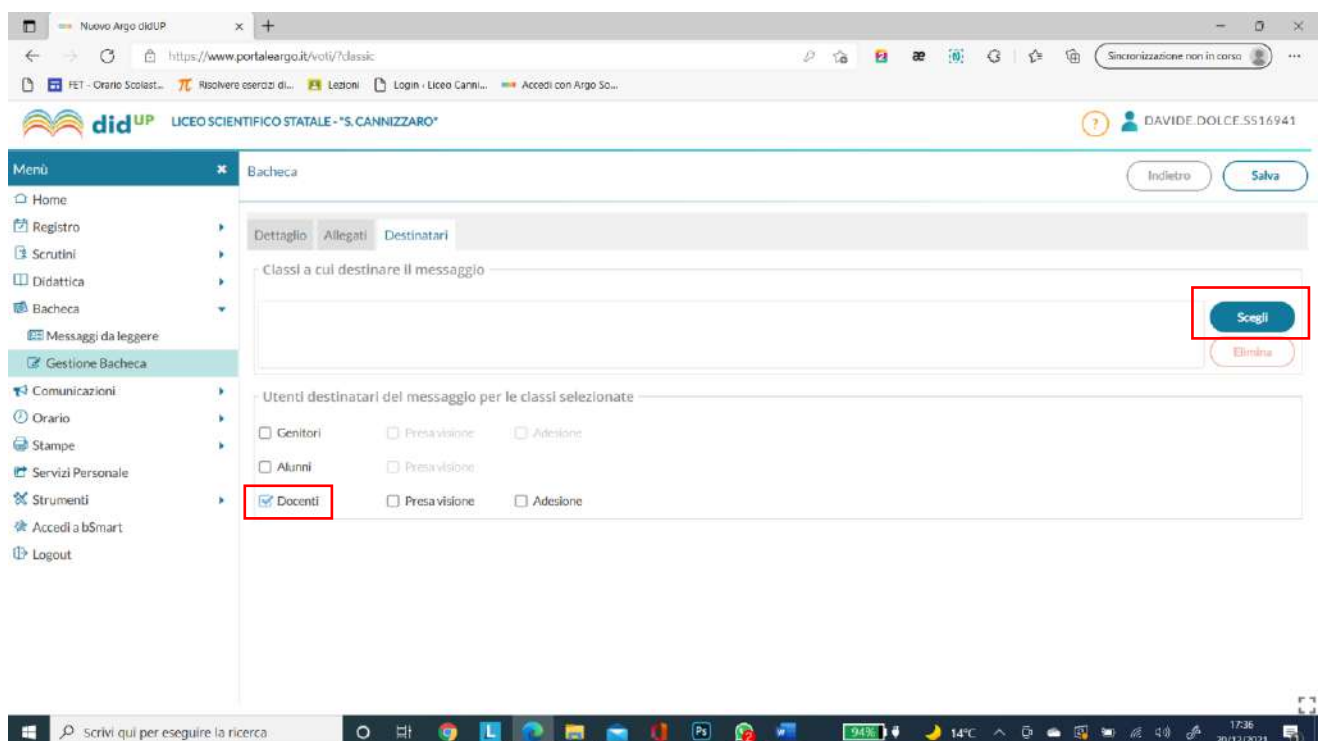 Nuovo Argo didUP
https://www.portaleargo.it/voti/?classic
Sincronizzazione non in corso
FET - Orario Scolast... Risolvere esercizi di... Lezioni Login ‹ Liceo Canni... Accedi con Argo So...
didUP LICEO SCIENTIFICO STATALE - "S. CANNIZZARO" DAVIDE.DOLCE.SS16941
Menù
Bacheca Indietro Salva
Home
Registro
Scrutini
Didattica
Bacheca
Messaggi da leggere
Gestione Bacheca
Comunicazioni
Orario
Stampe
Servizi Personale
Strumenti
Accedi a bSmart
Logout
Dettaglio Allegati Destinatari
Classi a cui destinare il messaggio
Scegli
Elimina
Utenti destinatari del messaggio per le classi selezionate
Genitori Presa visione Adesione
Alunni Presa visione
Docenti Presa visione Adesione
Scrivi qui per eseguire la ricerca
94% 14°C 17:36
30/12/2021